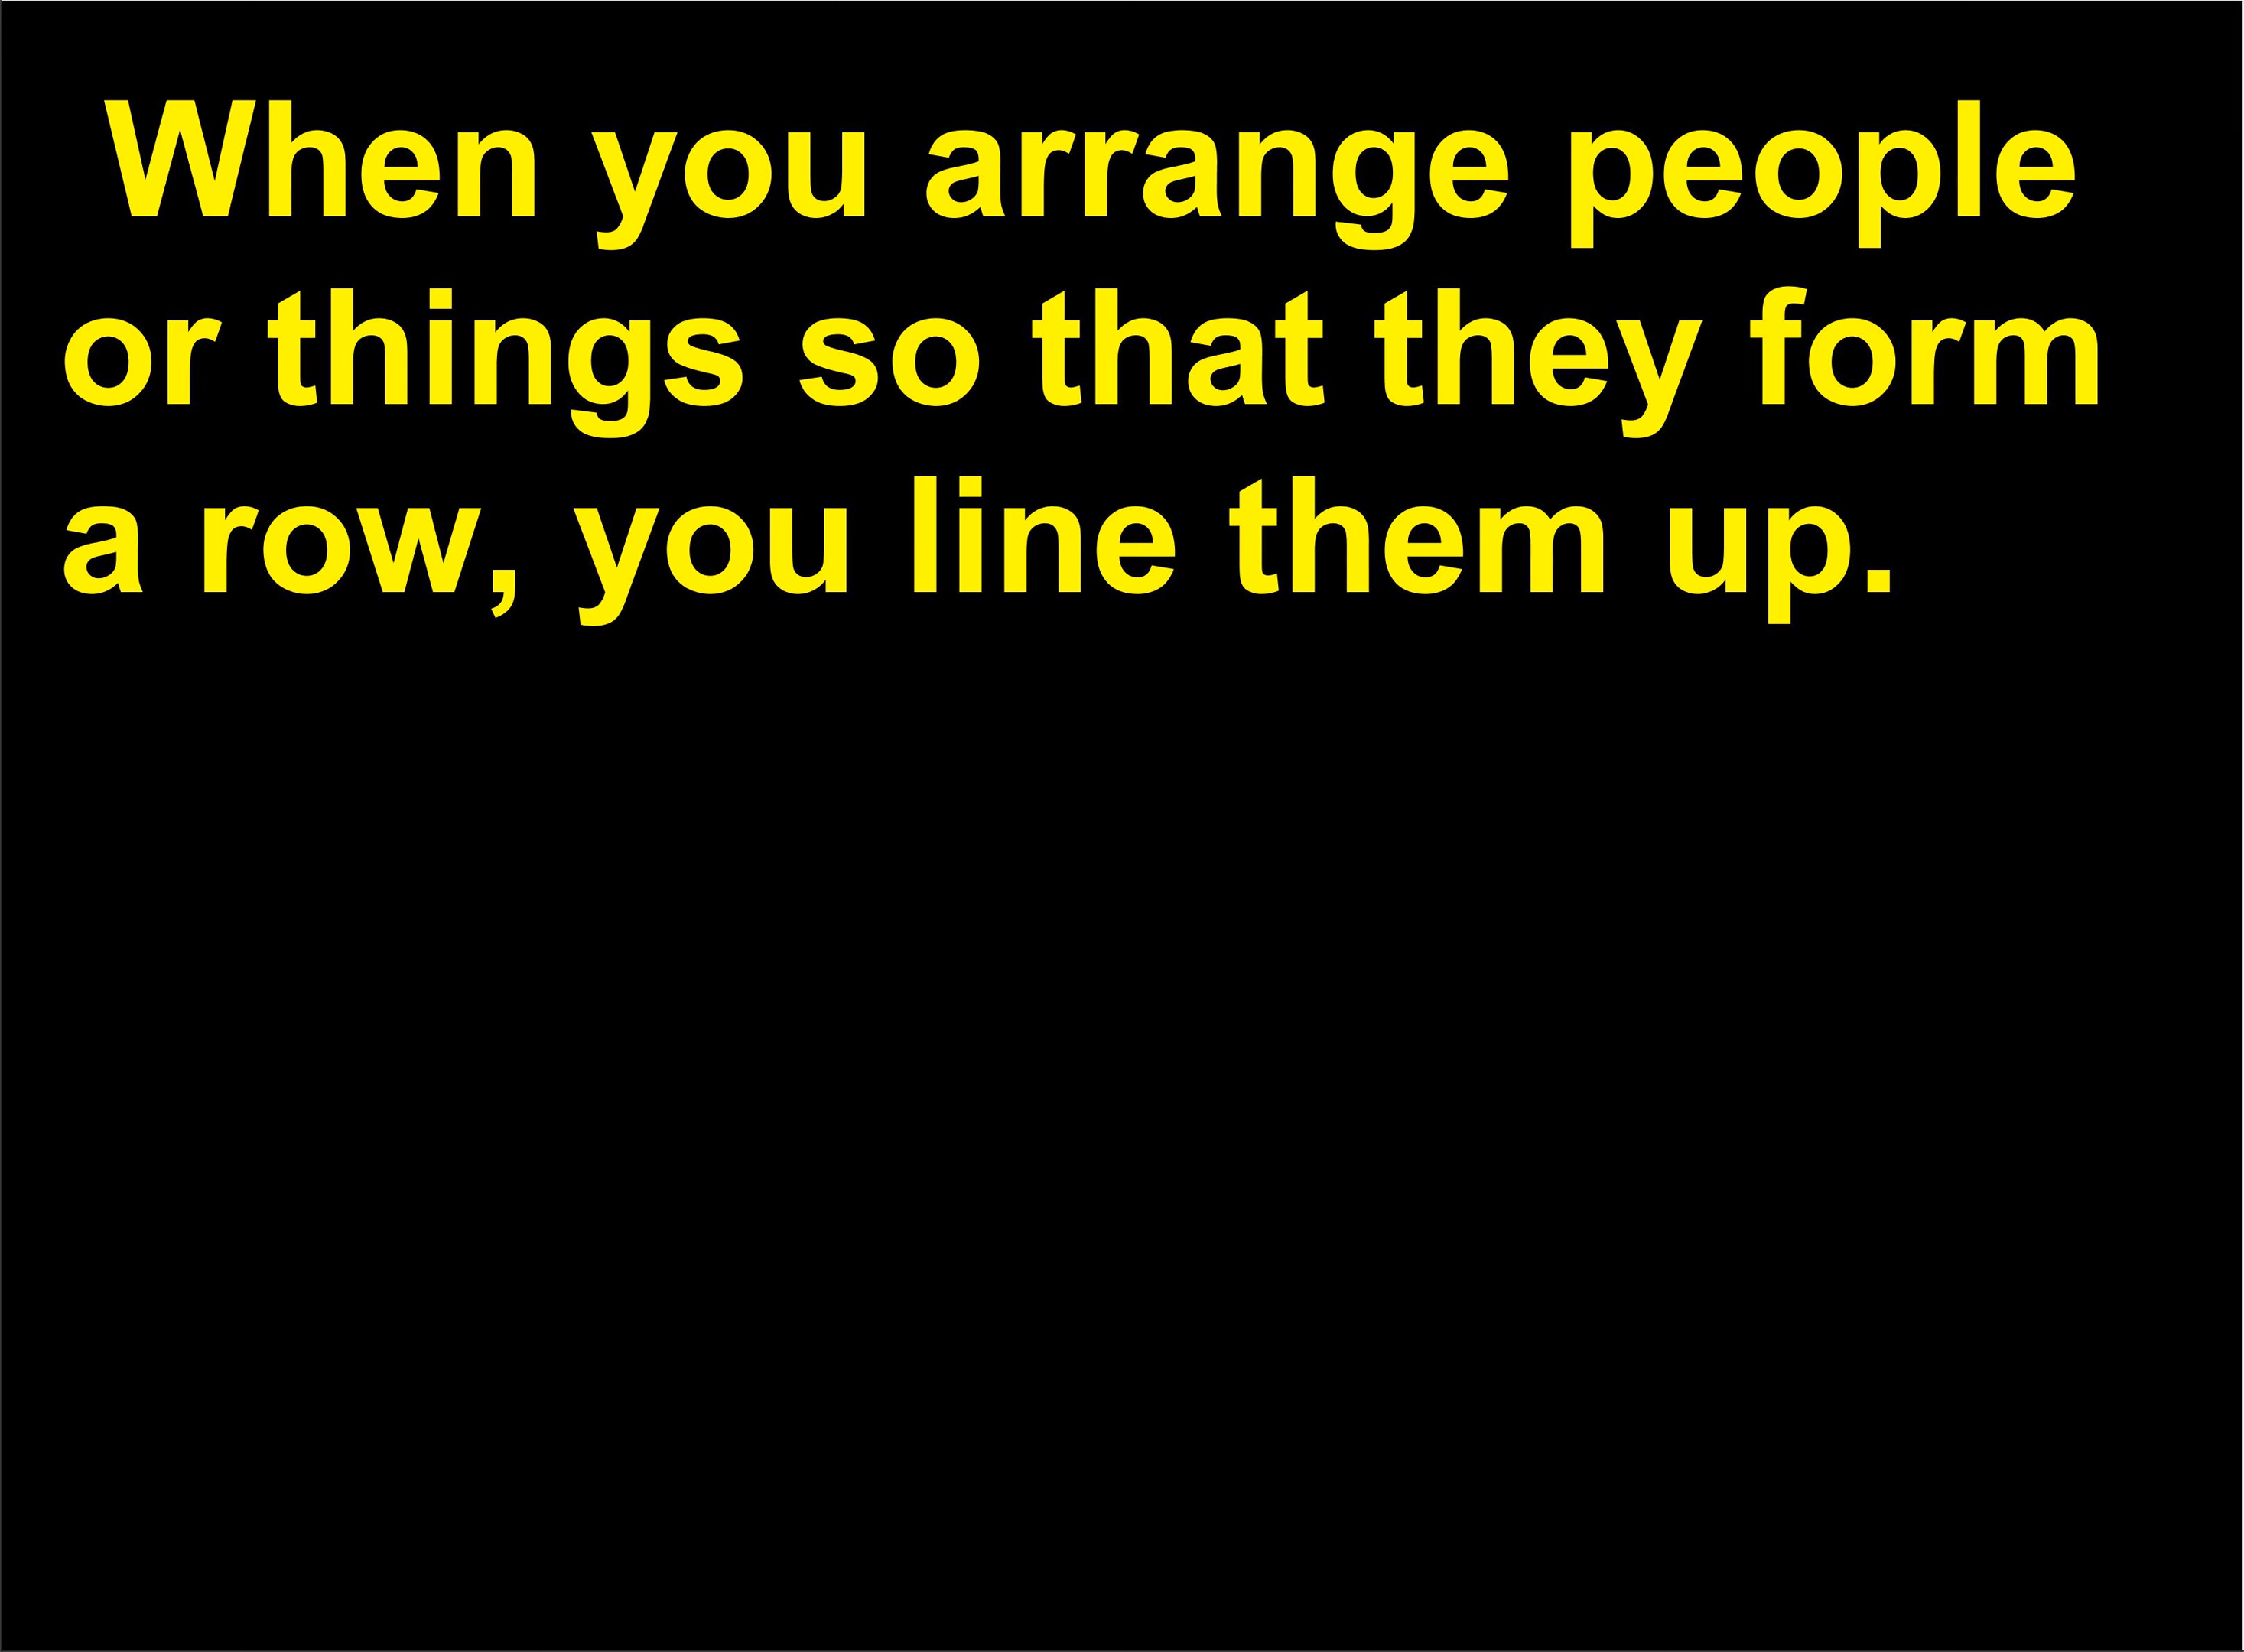 When you arrange people
or things so that they form
a row, you line them up.